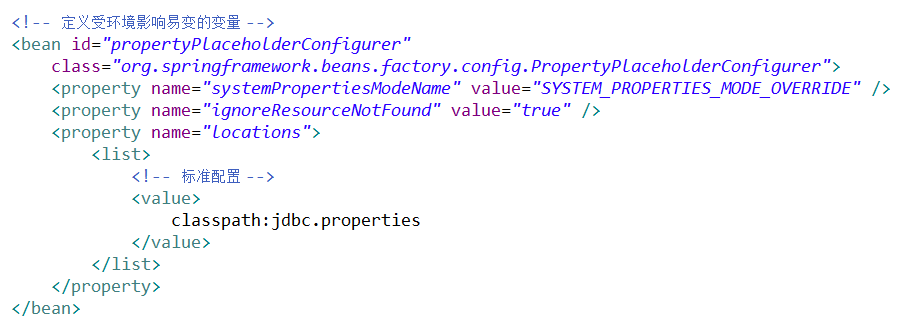 <!-- 定义受环境影响易变的变量 -->
<bean id="propertyPlaceholderConfigurer"
    class="org.springframework.beans.factory.config.PropertyPlaceholderConfigurer">
    <property name="systemPropertiesModeName" value="SYSTEM_PROPERTIES_MODE_OVERRIDE" />
    <property name="ignoreResourceNotFound" value="true" />
    <property name="locations">
        <list>
            <!-- 标准配置 -->
            <value>
                classpath:jdbc.properties
            </value>
        </list>
    </property>
</bean>